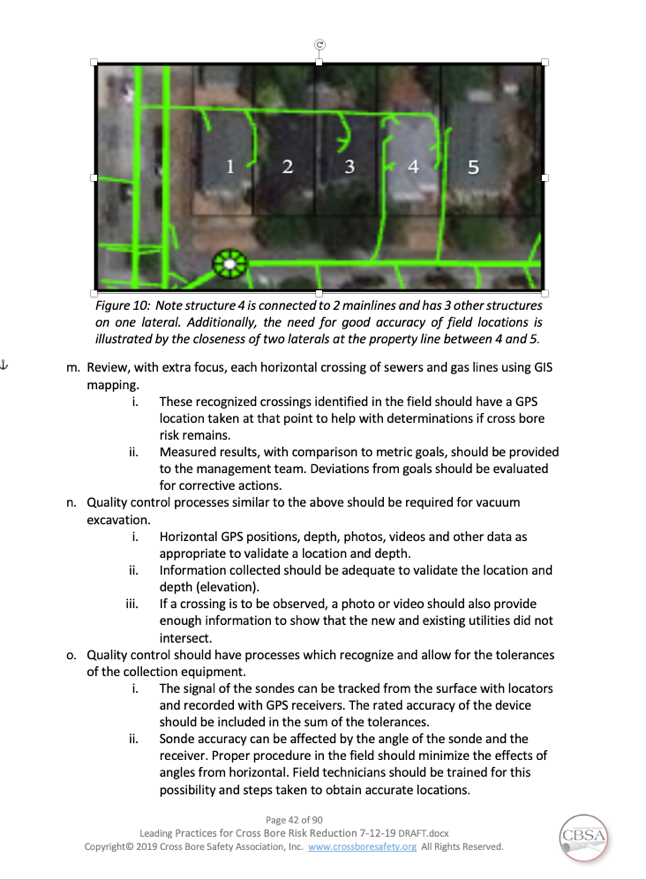 1 2 3 4 5
Figure 10: Note structure 4 is connected to 2 mainlines and has 3 other structures
on one lateral. Additionally, the need for good accuracy of field locations is
illustrated by the closeness of two laterals at the property line between 4 and 5.
m. Review, with extra focus, each horizontal crossing of sewers and gas lines using GIS
mapping.
i. These recognized crossings identified in the field should have a GPS
location taken at that point to help with determinations if cross bore
risk remains.
ii. Measured results, with comparison to metric goals, should be provided
to the management team. Deviations from goals should be evaluated
for corrective actions.
n. Quality control processes similar to the above should be required for vacuum
excavation.
i. Horizontal GPS positions, depth, photos, videos and other data as
appropriate to validate a location and depth.
ii. Information collected should be adequate to validate the location and
depth (elevation).
iii. If a crossing is to be observed, a photo or video should also provide
enough information to show that the new and existing utilities did not
intersect.
o. Quality control should have processes which recognize and allow for the tolerances
of the collection equipment.
i. The signal of the sondes can be tracked from the surface with locators
and recorded with GPS receivers. The rated accuracy of the device
should be included in the sum of the tolerances.
ii. Sonde accuracy can be affected by the angle of the sonde and the
receiver. Proper procedure in the field should minimize the effects of
angles from horizontal. Field technicians should be trained for this
possibility and steps taken to obtain accurate locations.
Page 42 of 90
Leading Practices for Cross Bore Risk Reduction 7-12-19 DRAFT.docx
Copyright© 2019 Cross Bore Safety Association, Inc. www.crossboresafety.org All Rights Reserved.
CBSA